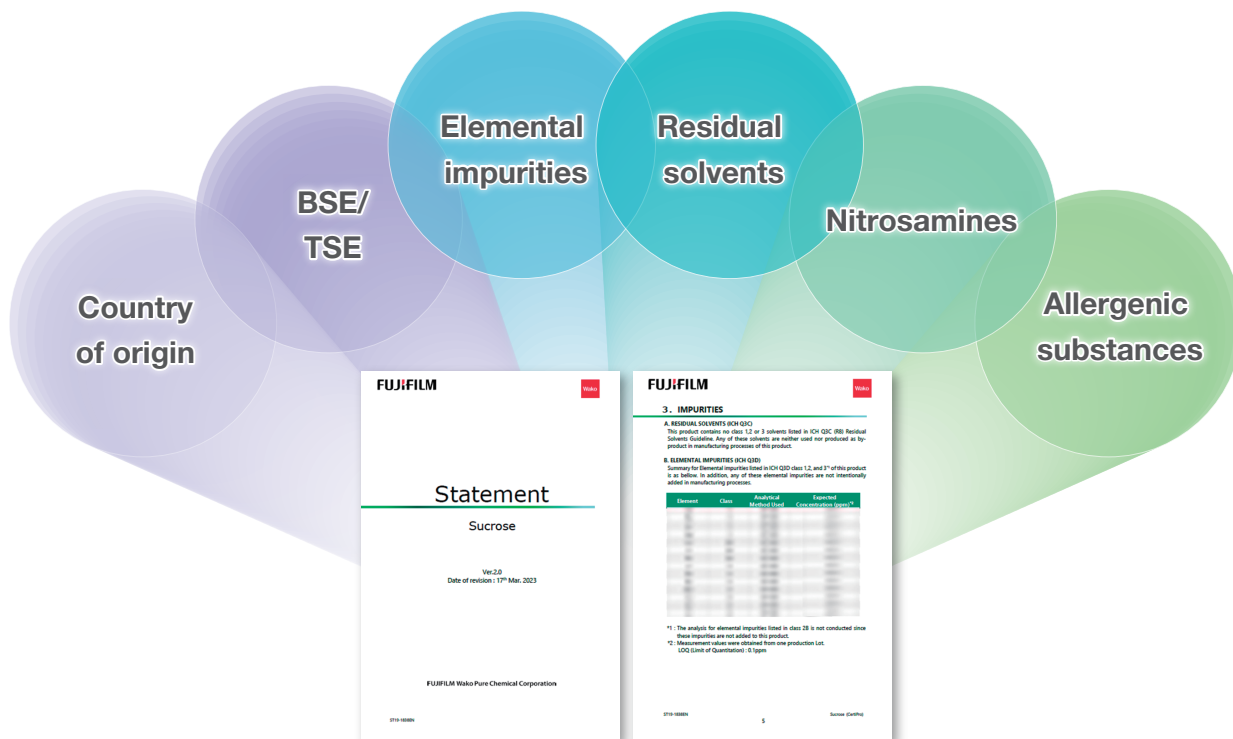 Elemental
impurities
Residual
solvents
BSE/
TSE
Nitrosamines
Country
of origin
Allergenic
substances
FUJIFILM
Wako
Statement
Sucrose
Ver.2.0
Date of revision : 17th Mar. 2023
FUJIFILM Wako Pure Chemical Corporation
ST19-1808EN
FUJIFILM
Wako
3. IMPURITIES
A. RESIDUAL SOLVENTS (ICH Q3C)
This product contains no class 1,2 or 3 solvents listed in ICH Q3C (R8) Residual
Solvents Guideline. Any of these solvents are neither used nor produced as by-
product in manufacturing processes of this product.
B. ELEMENTAL IMPURITIES (ICH Q3D)
Summary for Elemental impurities listed in ICH Q3D class 1,2, and 3*1 of this product
is as bellow. In addition, any of these elemental impurities are not intentionally
added in manufacturing processes.
Element Class Analytical Method Used Expected Concentration (ppm)*2
*1 : The analysis for elemental impurities listed in class 2B is not conducted since
these impurities are not added to this product.
*2 : Measurement values were obtained from one production Lot.
LOQ (Limit of Quantitation) : 0.1ppm
5
Sucrose (CertiPro)